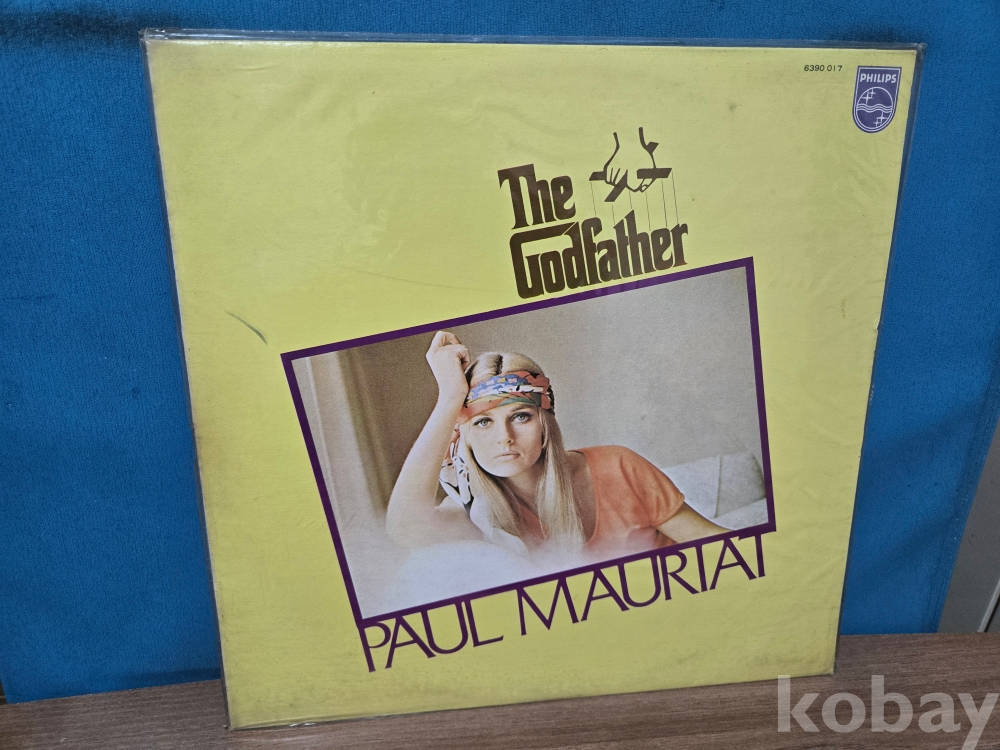 6390 017
PHILIPS
The
Godfather
PAUL MAURIAT
kobay